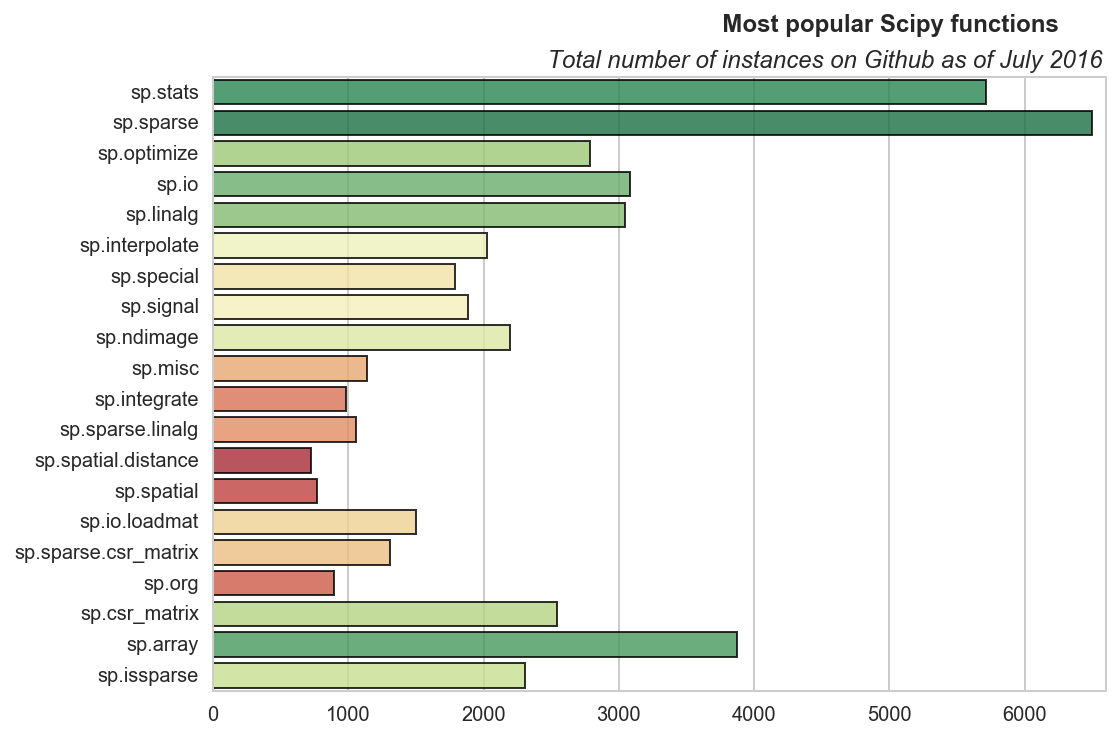 Most popular Scipy functions
Total number of instances on Github as of July 2016
sp.stats
sp.sparse
sp.optimize
sp.io
sp.linalg
sp.interpolate
sp.special
sp.signal
sp.ndimage
sp.misc
sp.integrate
sp.sparse.linalg
sp.spatial.distance
sp.spatial
sp.io.loadmat
sp.sparse.csr_matrix
sp.org
sp.csr_matrix
sp.array
sp.issparse
0 1000 2000 3000 4000 5000 6000